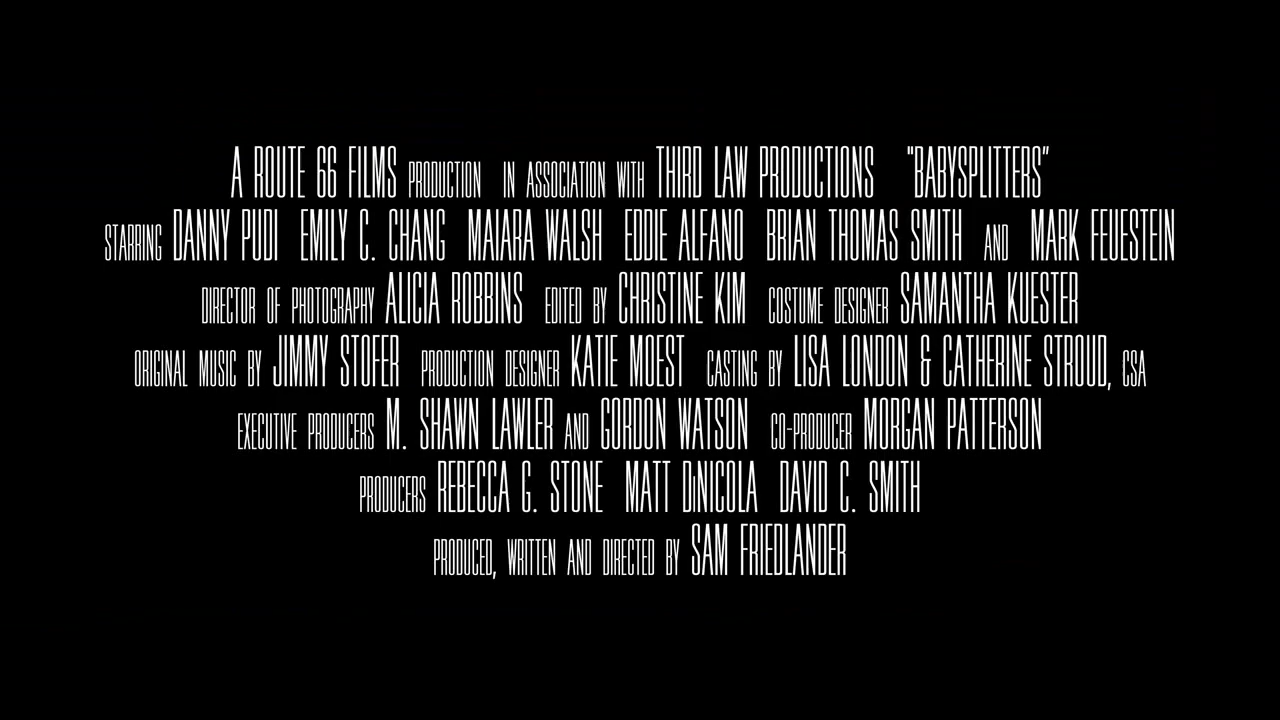 A ROUTE 66 FILMS PRODUCTION IN ASSOCIATION WITH THIRD LAW PRODUCTIONS "BABYSPLITTERS"
STARRING DANNY PUDI EMILY C. CHANG MAIARA WALSH EDDIE ALFANO BRIAN THOMAS SMITH AND MARK FEUESTEIN
DIRECTOR OF PHOTOGRAPHY ALICIA ROBBINS EDITED BY CHRISTINE KIM COSTUME DESIGNER SAMANTHA KUESTER
ORIGINAL MUSIC BY JIMMY STOFER PRODUCTION DESIGNER KATIE MOEST CASTING BY LISA LONDON & CATHERINE STROUD, CSA
EXECUTIVE PRODUCERS M. SHAWN LAWLER AND GORDON WATSON CO-PRODUCER MORGAN PATTERSON
PRODUCERS REBECCA G. STONE MATT DiNICOLA DAVID C. SMITH
PRODUCED, WRITTEN AND DIRECTED BY SAM FRIEDLANDER